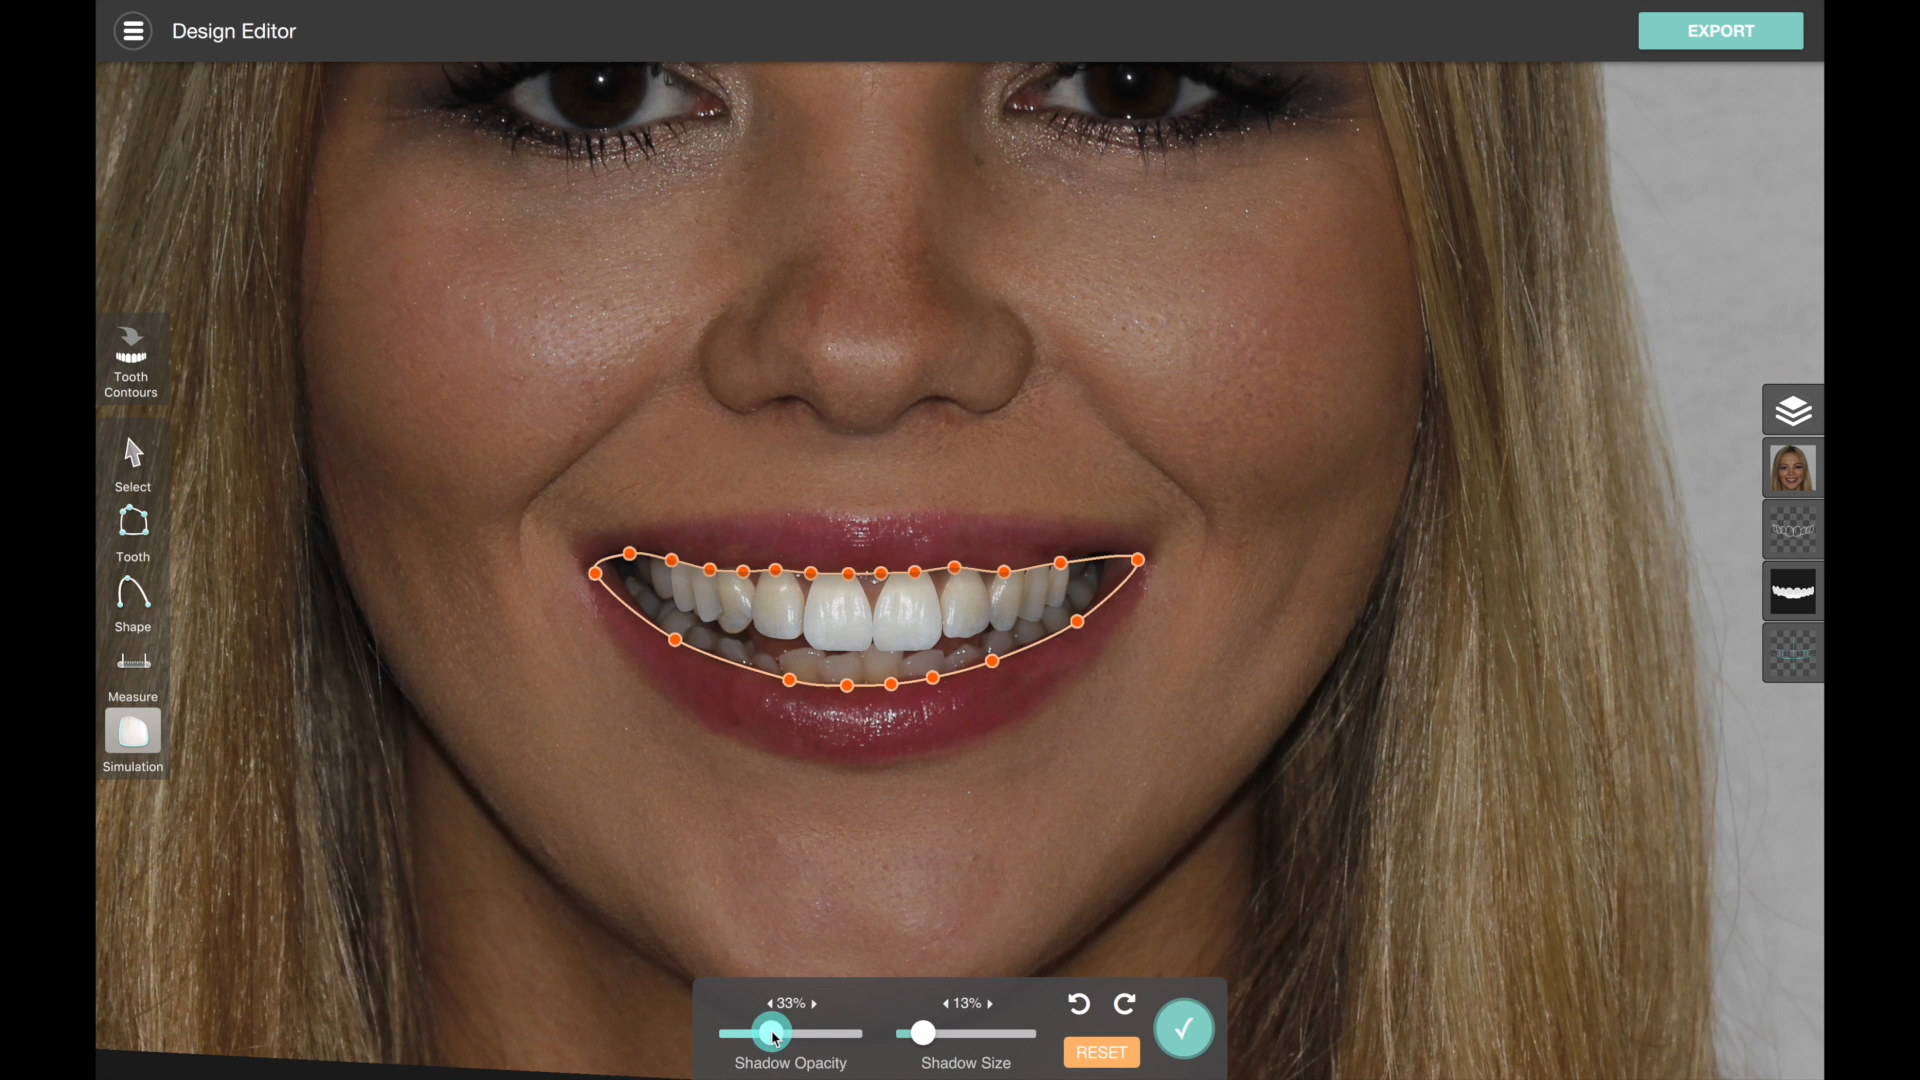 Design Editor
EXPORT
Tooth
Contours
Select
Tooth
Shape
Measure
Simulation
33%
13%
Shadow Opacity
Shadow Size
RESET